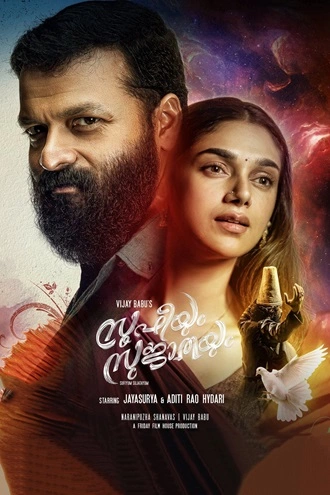 VIJAY BABU'S
സൂഫിയും
സുജാതയും
SUFIYUM SUJATAYUM
STARRING JAYASURYA & ADITI RAO HYDARI
NARANIPUZHA SHANAVAS | VIJAY BABU
A FRIDAY FILM HOUSE PRODUCTION